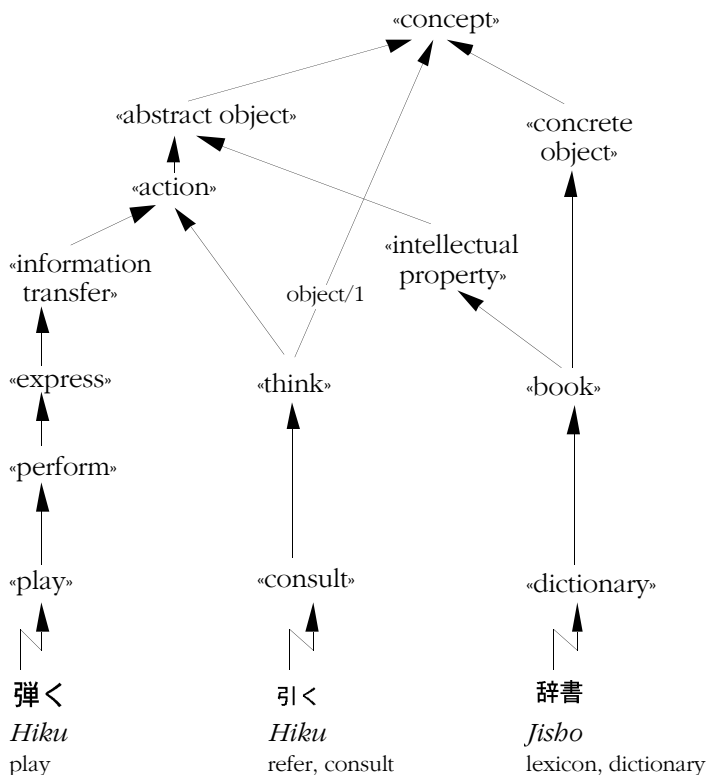 «concept»
«abstract object»
«concrete
object»
«action»
«intellectual
property»
«information
transfer»
object/1
«express»
«think»
«book»
«perform»
«play»
«consult»
«dictionary»
弾く
引く
辞書
Hiku
Hiku
Jisho
play
refer, consult
lexicon, dictionary